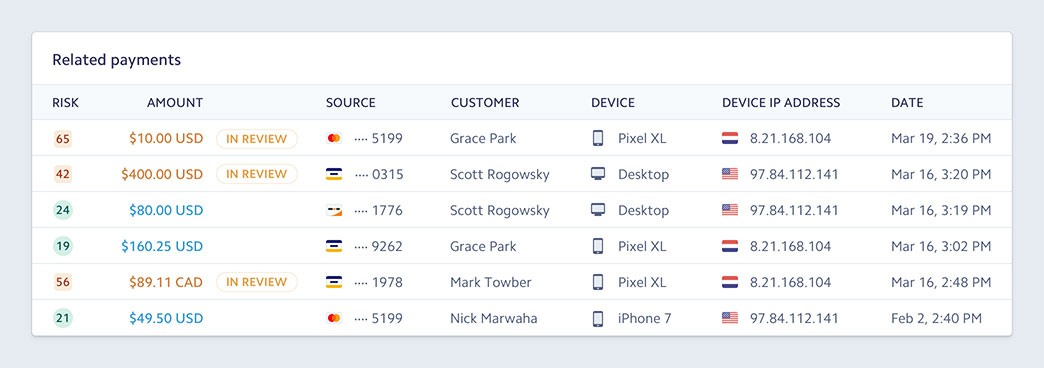 Related payments
RISK AMOUNT SOURCE CUSTOMER DEVICE DEVICE IP ADDRESS DATE
65 $10.00 USD IN REVIEW •••• 5199 Grace Park Pixel XL 8.21.168.104 Mar 19, 2:36 PM
42 $400.00 USD IN REVIEW •••• 0315 Scott Rogowsky Desktop 97.84.112.141 Mar 16, 3:20 PM
24 $80.00 USD •••• 1776 Scott Rogowsky Desktop 97.84.112.141 Mar 16, 3:19 PM
19 $160.25 USD •••• 9262 Grace Park Pixel XL 8.21.168.104 Mar 16, 3:02 PM
56 $89.11 CAD IN REVIEW •••• 1978 Mark Towber Pixel XL 8.21.168.104 Mar 16, 2:48 PM
21 $49.50 USD •••• 5199 Nick Marwaha iPhone 7 97.84.112.141 Feb 2, 2:40 PM